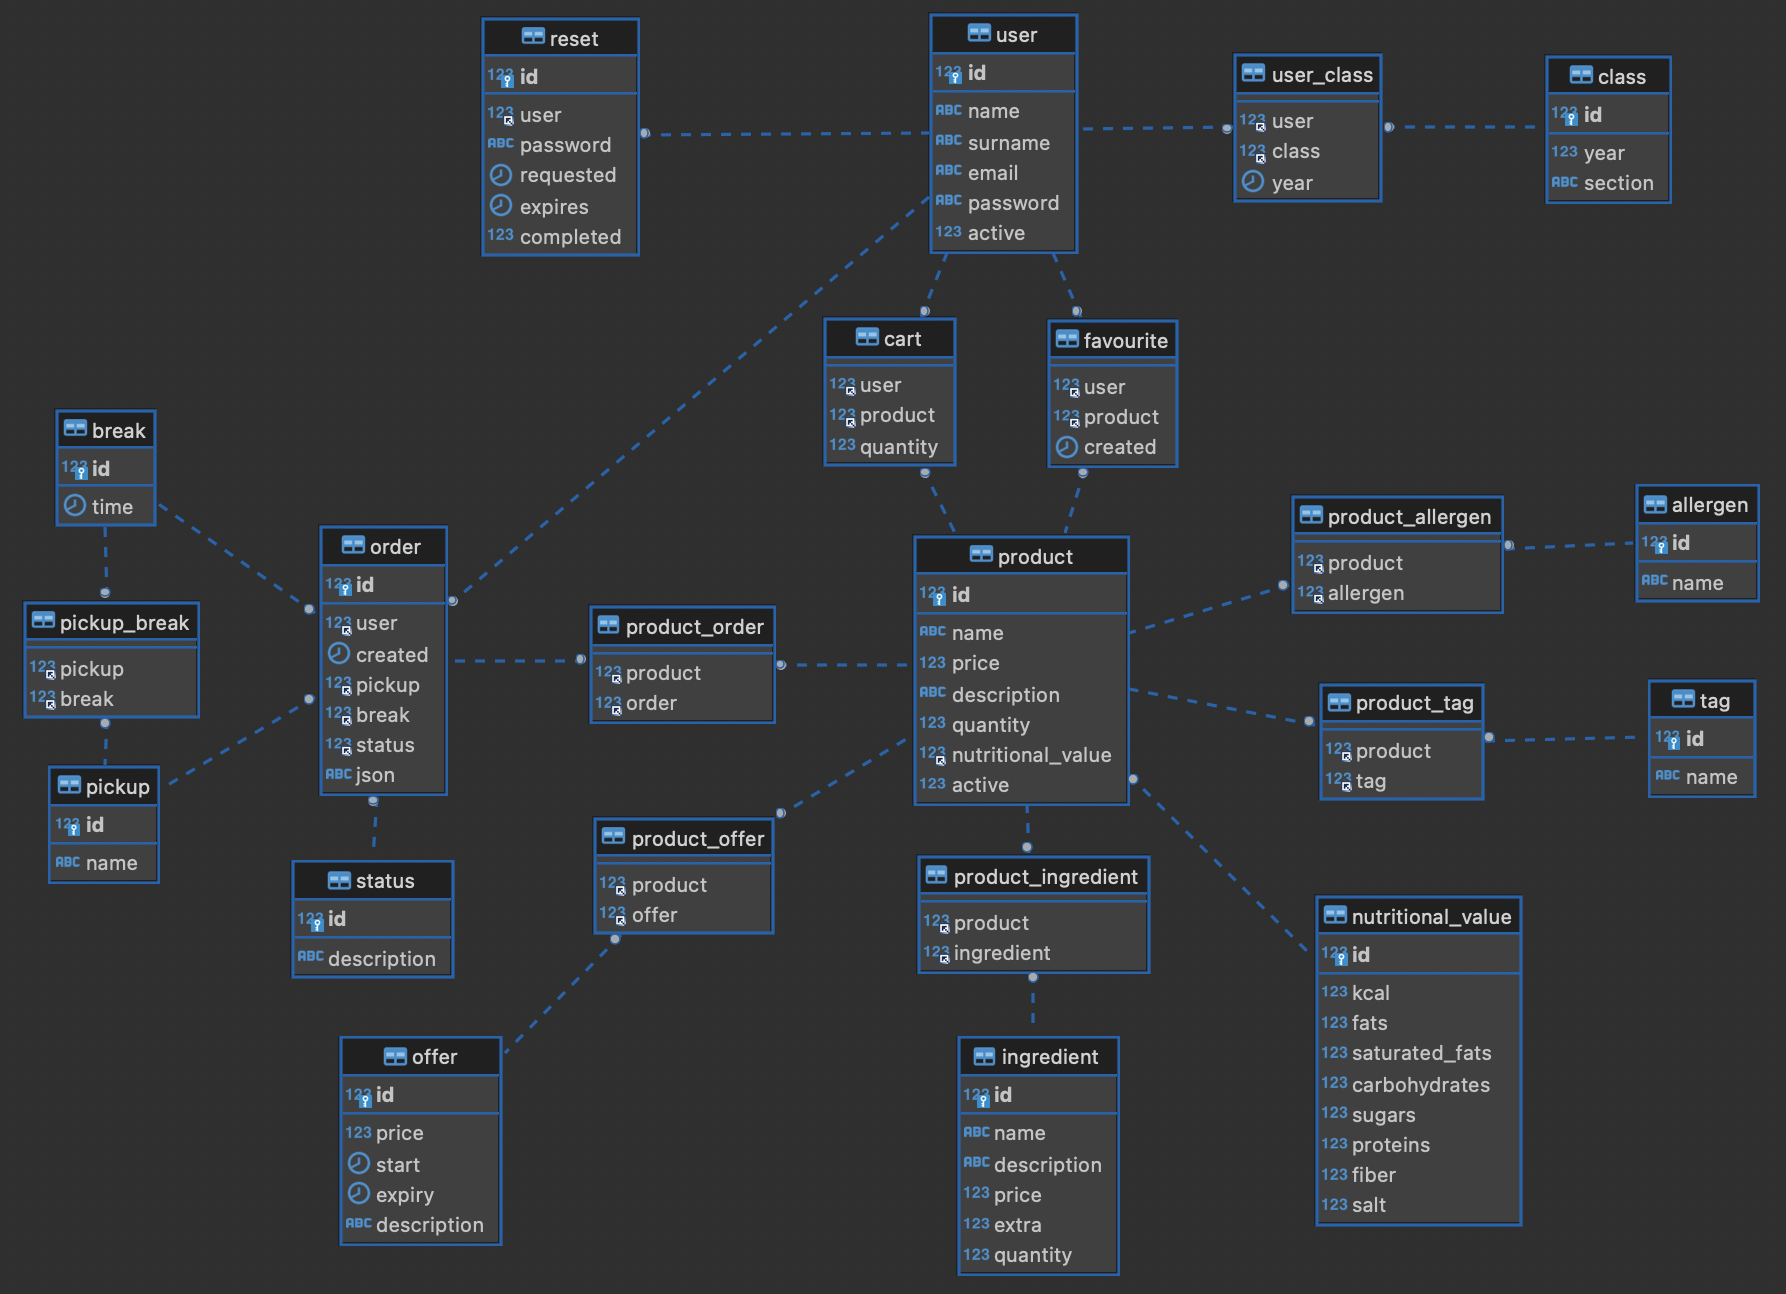 reset
123 id
123 user
ABC password
requested
expires
123 completed
user
123 id
ABC name
ABC surname
ABC email
ABC password
123 active
user_class
123 user
123 class
year
class
123 id
123 year
ABC section
cart
123 user
123 product
123 quantity
favourite
123 user
123 product
created
break
123 id
time
order
123 id
123 user
created
123 pickup
123 break
123 status
ABC json
pickup_break
123 pickup
123 break
pickup
123 id
ABC name
status
123 id
ABC description
product_order
123 product
123 order
product
123 id
ABC name
123 price
ABC description
123 quantity
123 nutritional_value
123 active
product_allergen
123 product
123 allergen
allergen
123 id
ABC name
product_tag
123 product
123 tag
tag
123 id
ABC name
product_offer
123 product
123 offer
product_ingredient
123 product
123 ingredient
nutritional_value
123 id
123 kcal
123 fats
123 saturated_fats
123 carbohydrates
123 sugars
123 proteins
123 fiber
123 salt
offer
123 id
123 price
start
expiry
ABC description
ingredient
123 id
ABC name
ABC description
123 price
123 extra
123 quantity